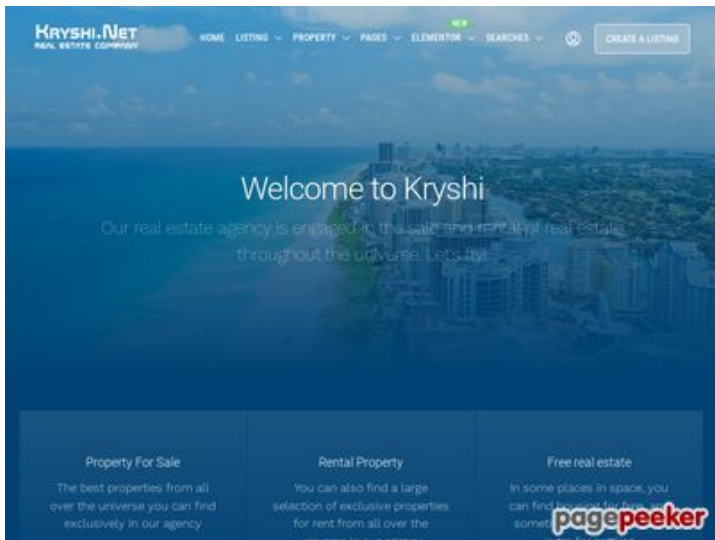 KRYSHI.NET
REAL ESTATE COMPANY
HOME LISTING PROPERTY PAGES ELEMENTOR SEARCHES CREATE A LISTING
NEW
Welcome to Kryshi
Our real estate agency is engaged in the sale and rental of real estate
throughout the universe. Let's fly!
Property For Sale
The best properties from all
over the universe you can find
exclusively in our agency
Rental Property
You can also find a large
selection of exclusive properties
for rent from all over the
Free real estate
In some places in space, you
can find
pagepeeker